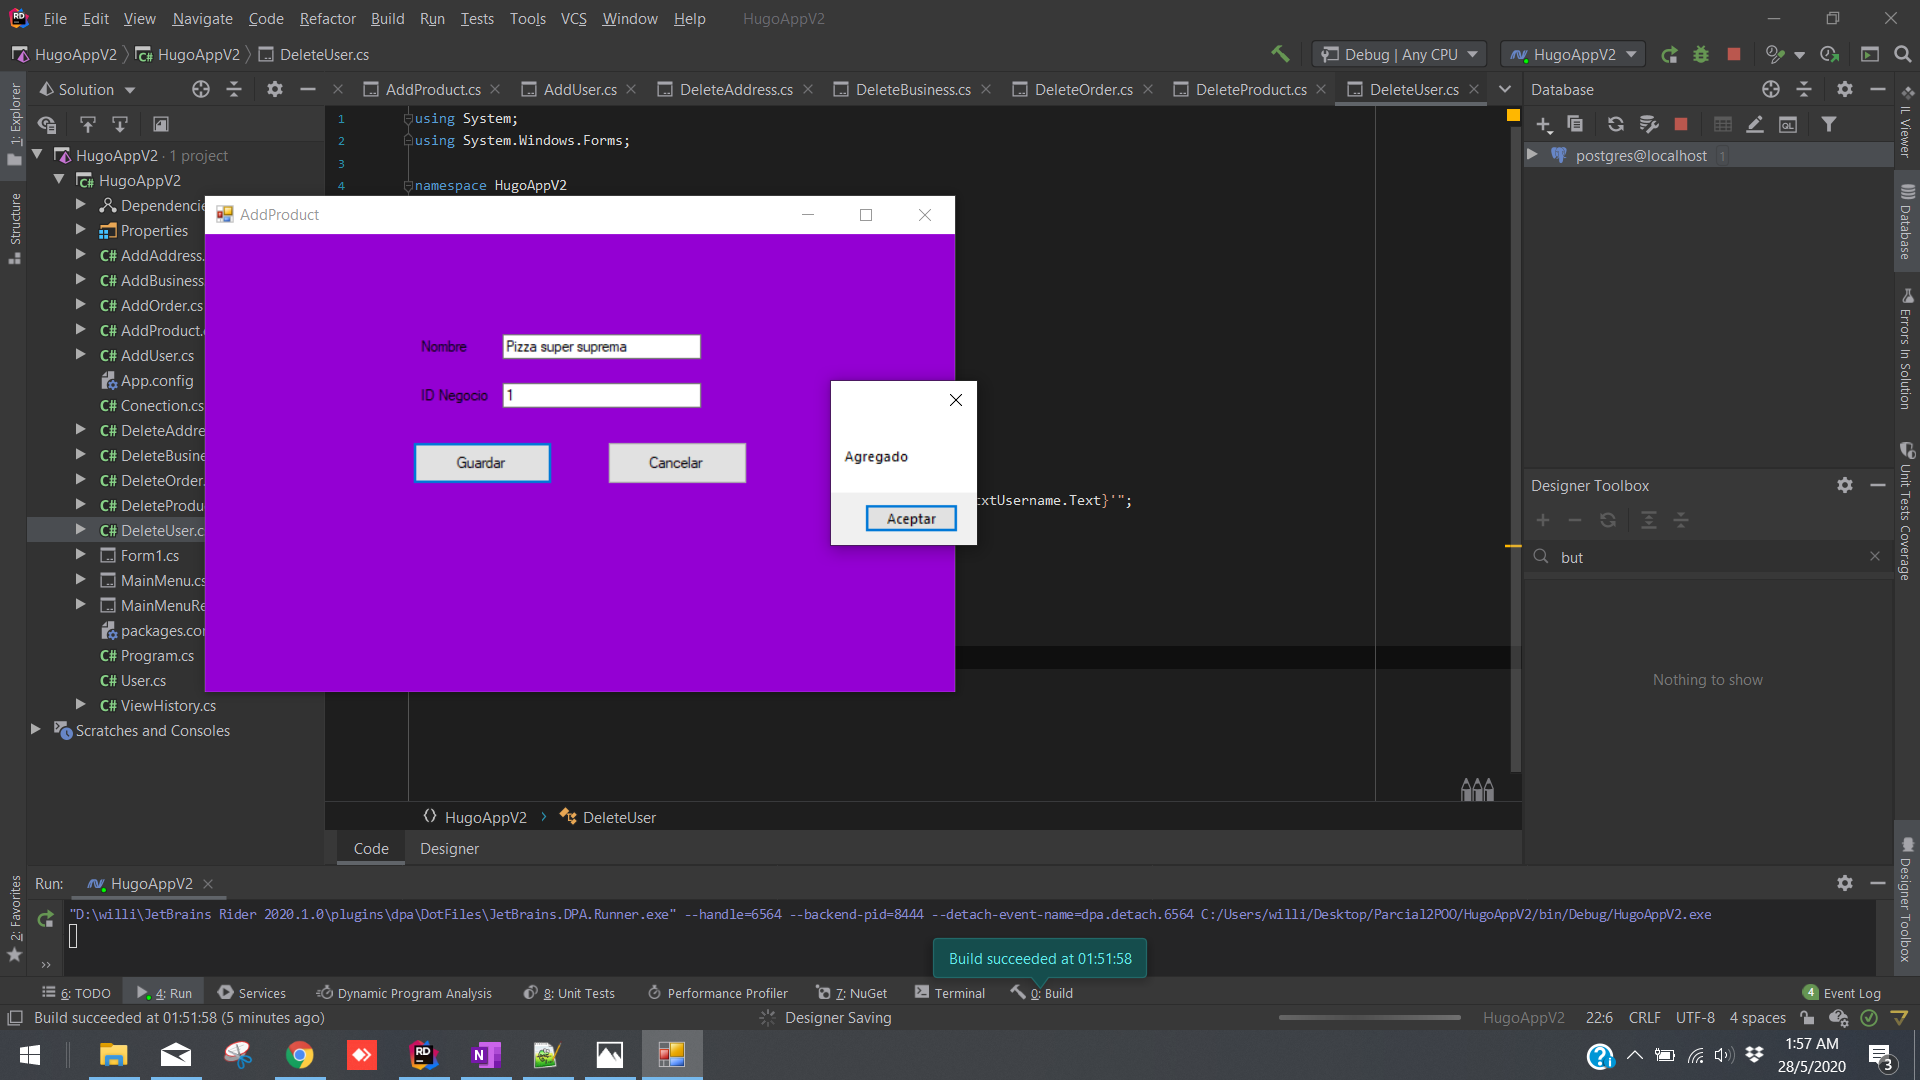 File Edit View Navigate Code Refactor Build Run Tests Tools VCS Window Help HugoAppV2
HugoAppV2 HugoAppV2 DeleteUser.cs
Debug | Any CPU HugoAppV2
1: Explorer
Structure
2: Favorites
Solution
HugoAppV2 · 1 project
HugoAppV2
Dependencie
Properties
AddAddress.
AddBusiness
AddOrder.cs
AddProduct.
AddUser.cs
App.config
Conection.cs
DeleteAddre
DeleteBusine
DeleteOrder.
DeleteProdu
DeleteUser.c
Form1.cs
MainMenu.cs
MainMenuRe
packages.con
Program.cs
User.cs
ViewHistory.cs
Scratches and Consoles
AddProduct.cs AddUser.cs DeleteAddress.cs DeleteBusiness.cs DeleteOrder.cs DeleteProduct.cs DeleteUser.cs
1 using System;
2 using System.Windows.Forms;
3
4 namespace HugoAppV2
AddProduct
Nombre Pizza super suprema
ID Negocio 1
Guardar Cancelar
Agregado
Aceptar
txtUsername.Text}'";
HugoAppV2 DeleteUser
Code Designer
Database
postgres@localhost 1
Designer Toolbox
but
Nothing to show
IL Viewer
Database
Errors In Solution
Unit Tests Coverage
Designer Toolbox
Run: HugoAppV2
"D:\willi\JetBrains Rider 2020.1.0\plugins\dpa\DotFiles\JetBrains.DPA.Runner.exe" --handle=6564 --backend-pid=8444 --detach-event-name=dpa.detach.6564 C:/Users/willi/Desktop/Parcial2POO/HugoAppV2/bin/Debug/HugoAppV2.exe
Build succeeded at 01:51:58
6: TODO 4: Run Services Dynamic Program Analysis 8: Unit Tests Performance Profiler 7: NuGet Terminal 0: Build 4 Event Log
Build succeeded at 01:51:58 (5 minutes ago) Designer Saving HugoAppV2 22:6 CRLF UTF-8 4 spaces
1:57 AM
28/5/2020
3